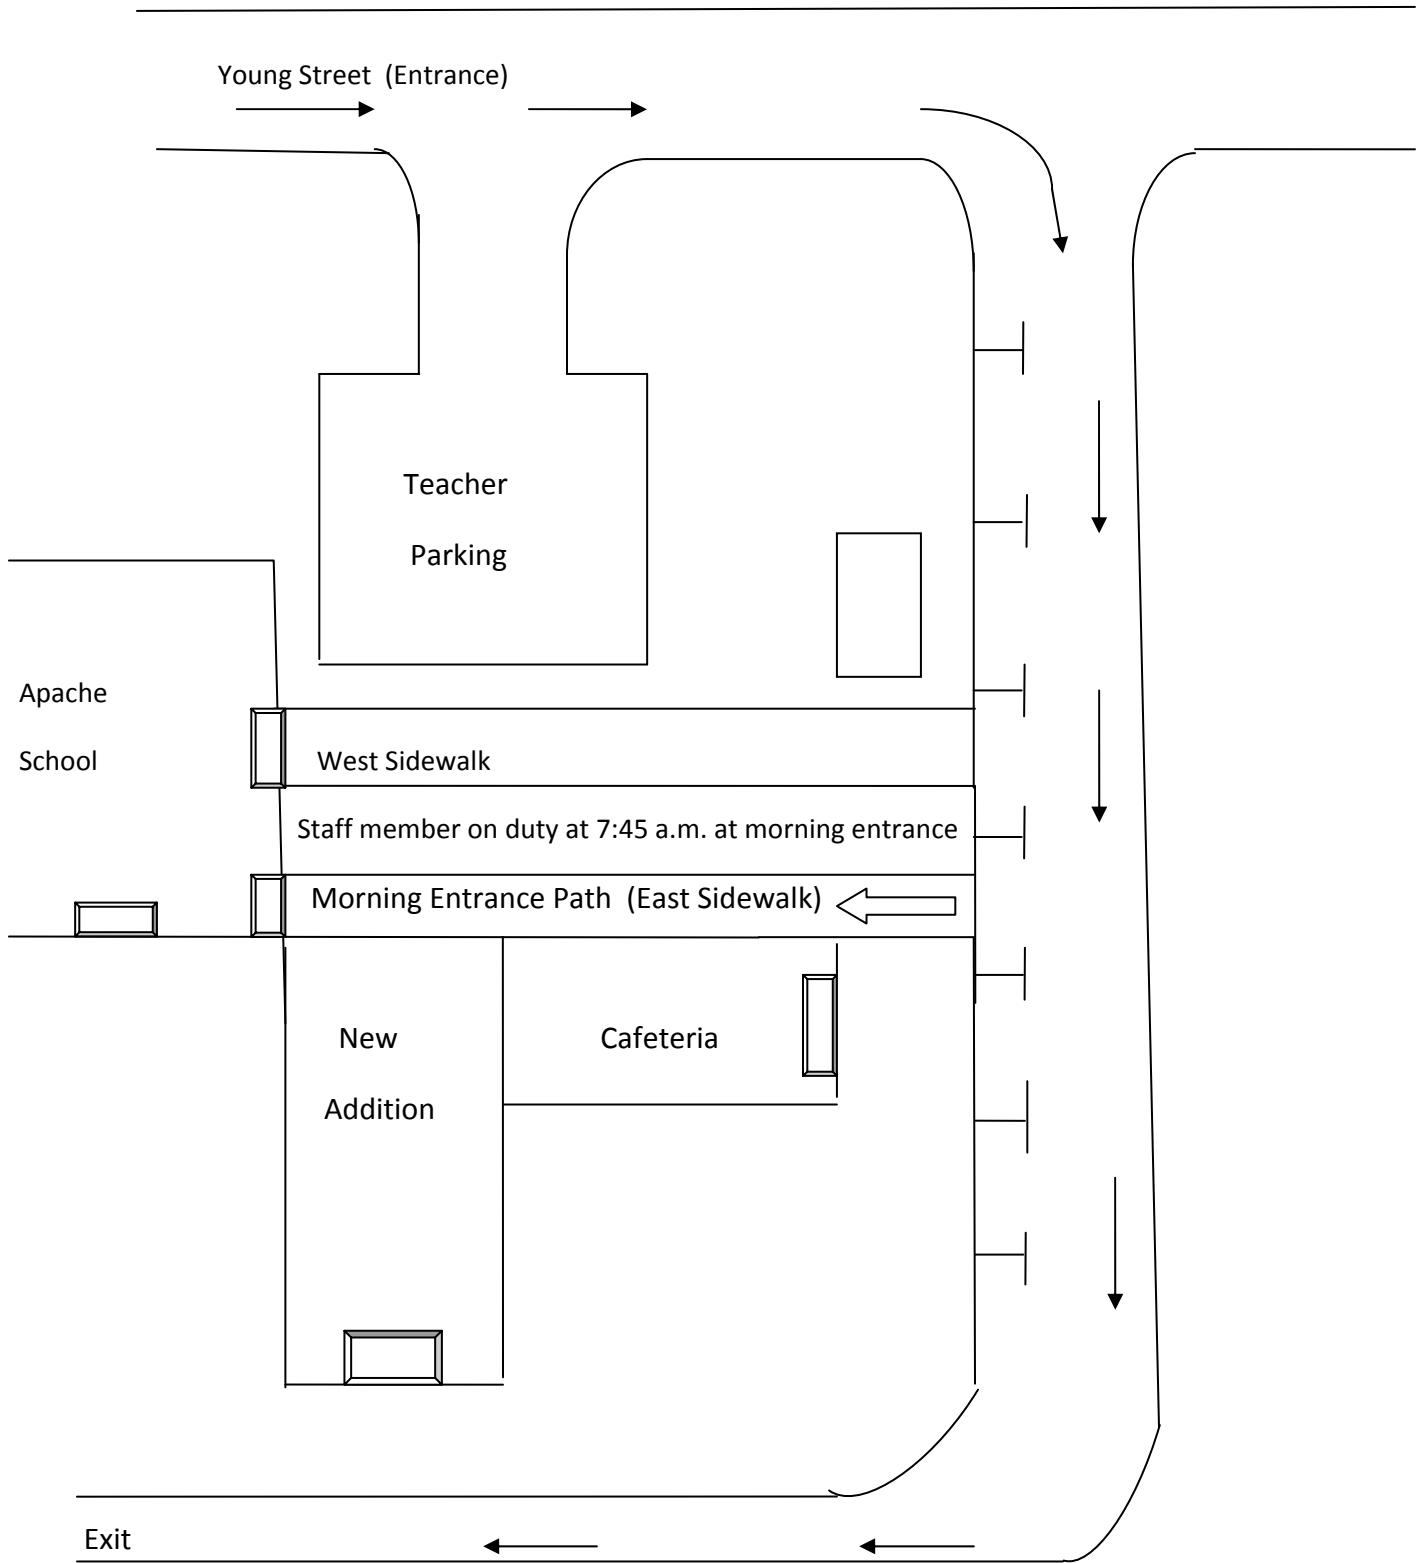 Young Street  (Entrance)
Teacher
Parking
Apache
School
West Sidewalk
Staff member on duty at 7:45 a.m. at morning entrance
Morning Entrance Path  (East Sidewalk)
New
Addition
Cafeteria
Exit